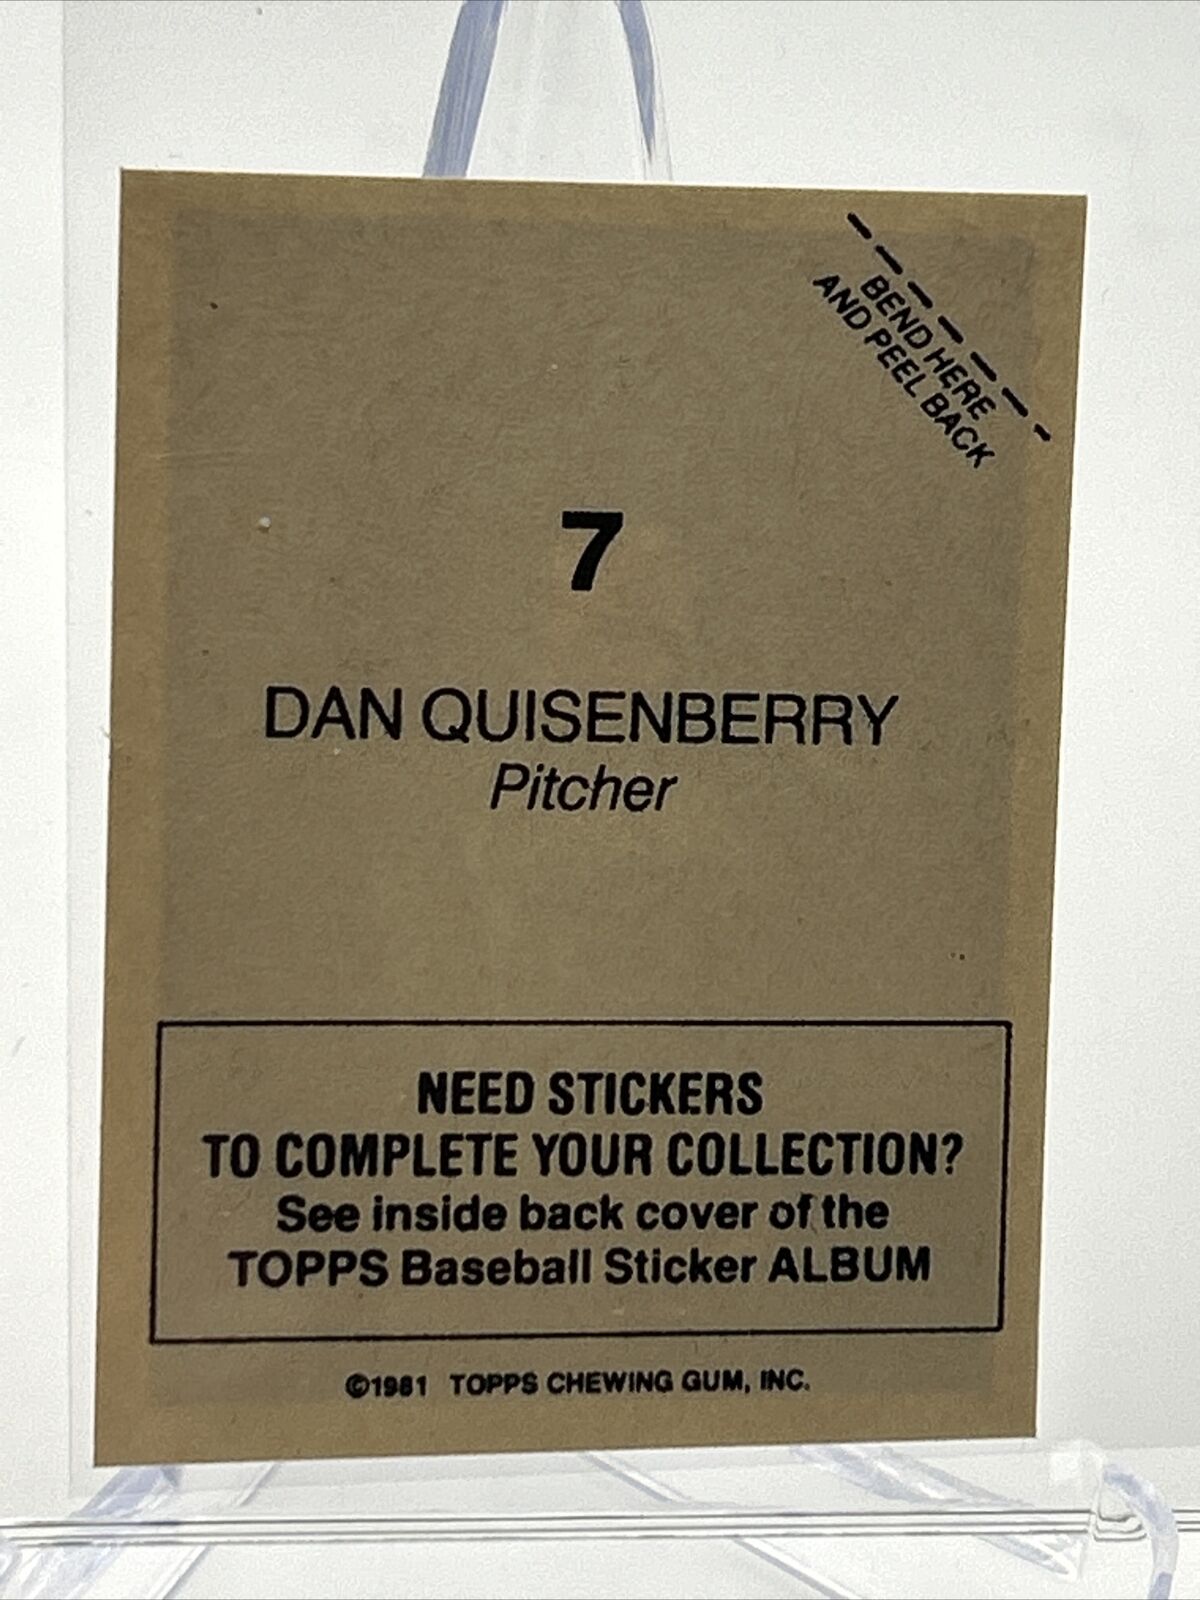 BEND HERE
AND PEEL BACK
7
DAN QUISENBERRY
Pitcher
NEED STICKERS
TO COMPLETE YOUR COLLECTION?
See inside back cover of the
TOPPS Baseball Sticker ALBUM
©1981 TOPPS CHEWING GUM, INC.